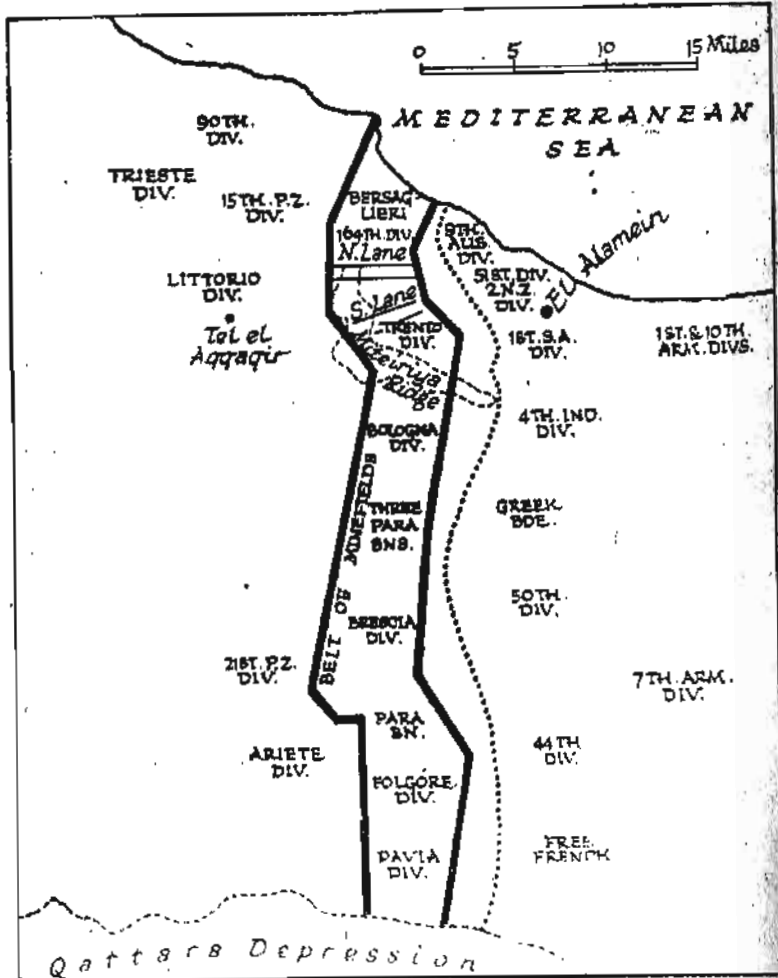 0 5 10 15 Miles
MEDITERRANEAN
SEA
90TH.
DIV.
TRIESTE
DIV.
15TH. P.Z.
DIV.
BERSAG-
LIERI
164TH. DIV.
N. Lane
9TH.
AUS.
DIV.
51ST. DIV.
2 N.Z.
DIV.
El Alamein
LITTORIO
DIV.
Tel el
Aqqaqir
S. Lane
TRENTO
DIV.
Miteiriya
Ridge
1ST. S.A.
DIV.
1ST. & 10TH.
ARM. DIVS.
BOLOGNA
DIV.
4TH. IND.
DIV.
BELT OF MINEFIELDS
THREE
PARA
BNS.
GREEK
BDE.
50TH.
DIV.
BRESCIA
DIV.
21ST. P.Z.
DIV.
7TH. ARM.
DIV.
PARA
BN.
ARIETE
DIV.
44TH
DIV.
FOLGORE
DIV.
PAVIA
DIV.
FREE
FRENCH
Qattara Depression